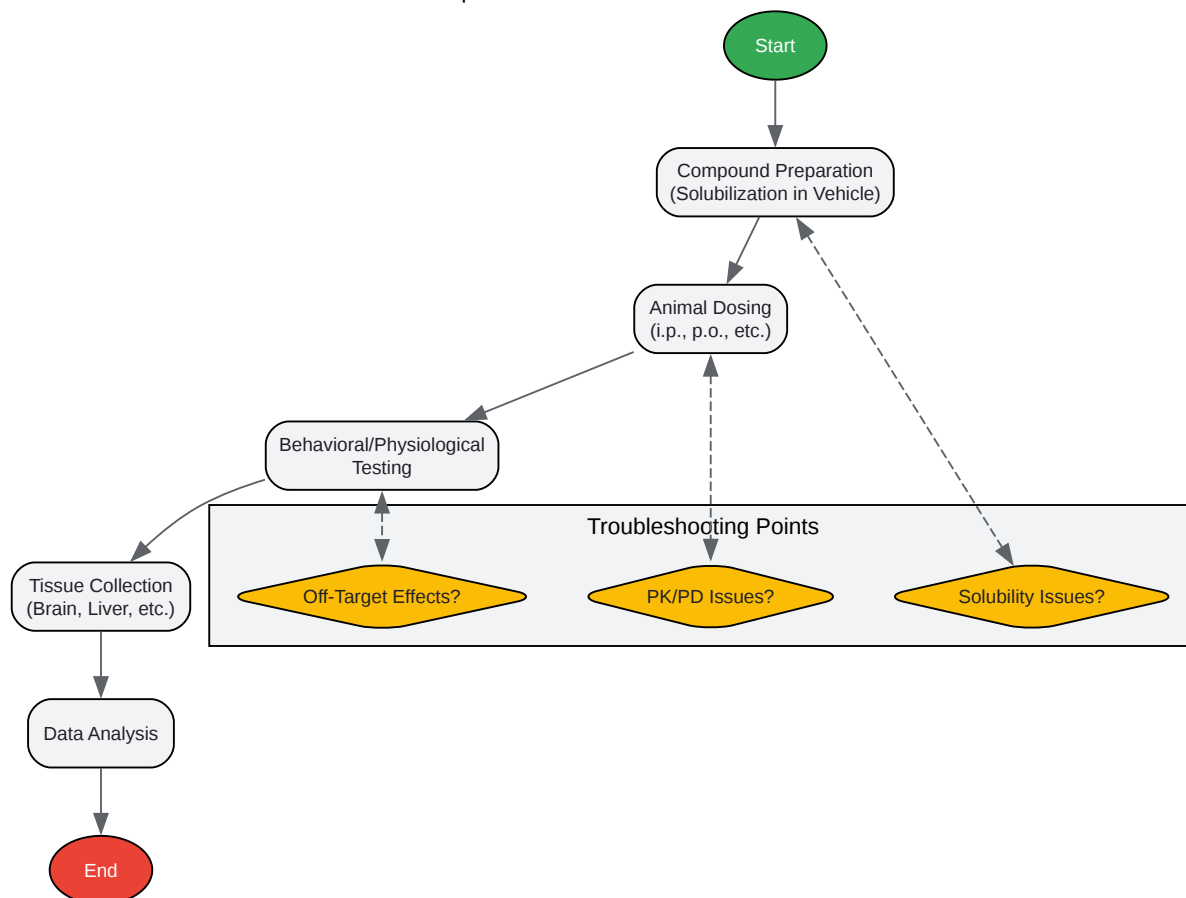 Start
Compound Preparation
(Solubilization in Vehicle)
Animal Dosing
(i.p., p.o., etc.)
Behavioral/Physiological
Testing
Troubleshooting Points
Tissue Collection
(Brain, Liver, etc.)
Off-Target Effects?
PK/PD Issues?
Solubility Issues?
Data Analysis
End